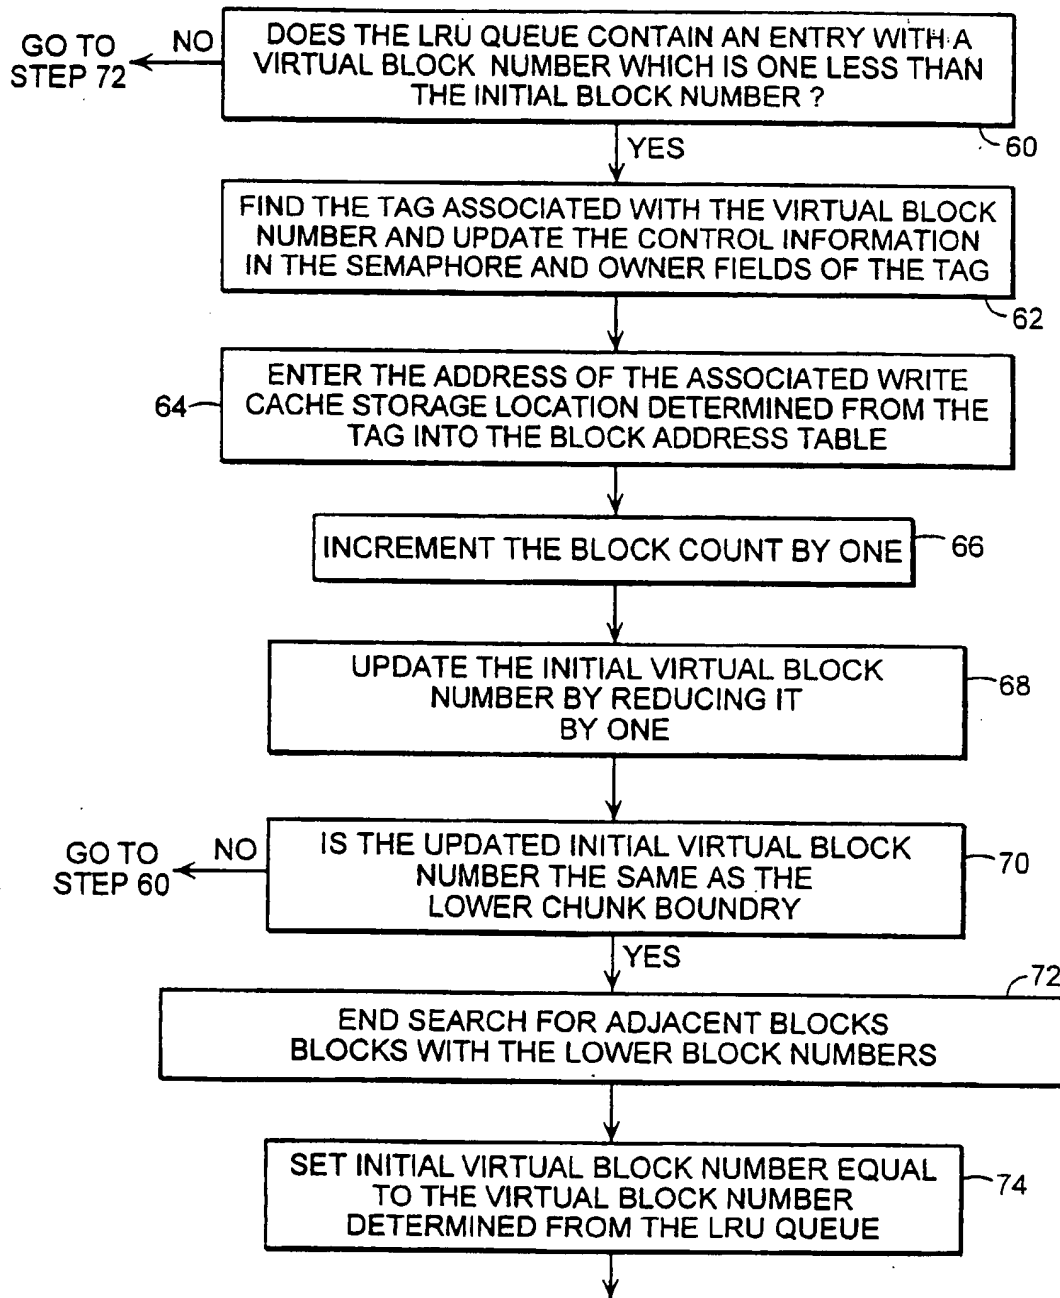 DOES THE LRU QUEUE CONTAIN AN ENTRY WITH A
VIRTUAL BLOCK NUMBER WHICH IS ONE LESS THAN
THE INITIAL BLOCK NUMBER ?
GO TO
STEP 72
NO
60
YES
FIND THE TAG ASSOCIATED WITH THE VIRTUAL BLOCK
NUMBER AND UPDATE THE CONTROL INFORMATION
IN THE SEMAPHORE AND OWNER FIELDS OF THE TAG
62
ENTER THE ADDRESS OF THE ASSOCIATED WRITE
CACHE STORAGE LOCATION DETERMINED FROM THE
TAG INTO THE BLOCK ADDRESS TABLE
64
INCREMENT THE BLOCK COUNT BY ONE
66
UPDATE THE INITIAL VIRTUAL BLOCK
NUMBER BY REDUCING IT
BY ONE
68
IS THE UPDATED INITIAL VIRTUAL BLOCK
NUMBER THE SAME AS THE
LOWER CHUNK BOUNDRY
70
GO TO
STEP 60
NO
YES
72
END SEARCH FOR ADJACENT BLOCKS
BLOCKS WITH THE LOWER BLOCK NUMBERS
SET INITIAL VIRTUAL BLOCK NUMBER EQUAL
TO THE VIRTUAL BLOCK NUMBER
DETERMINED FROM THE LRU QUEUE
74